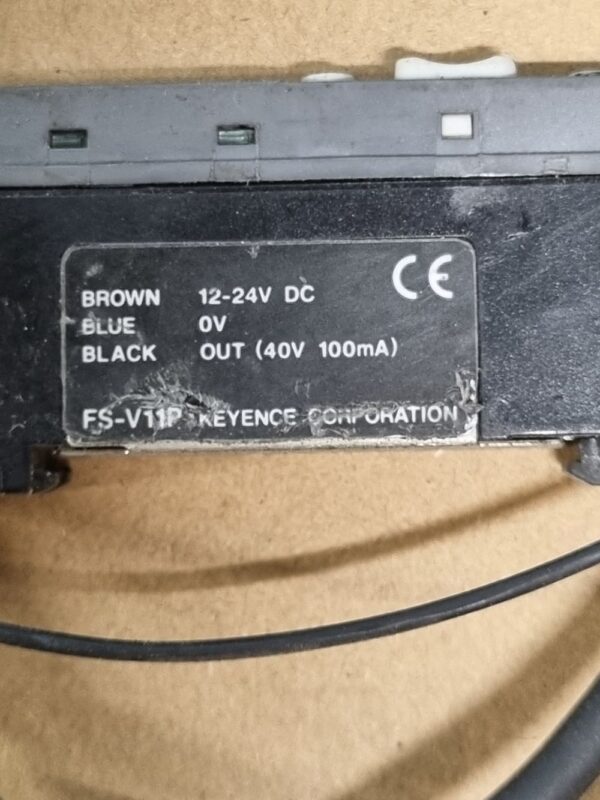 CE
BROWN 12-24V DC
BLUE 0V
BLACK OUT (40V 100mA)
FS-V11P KEYENCE CORPORATION